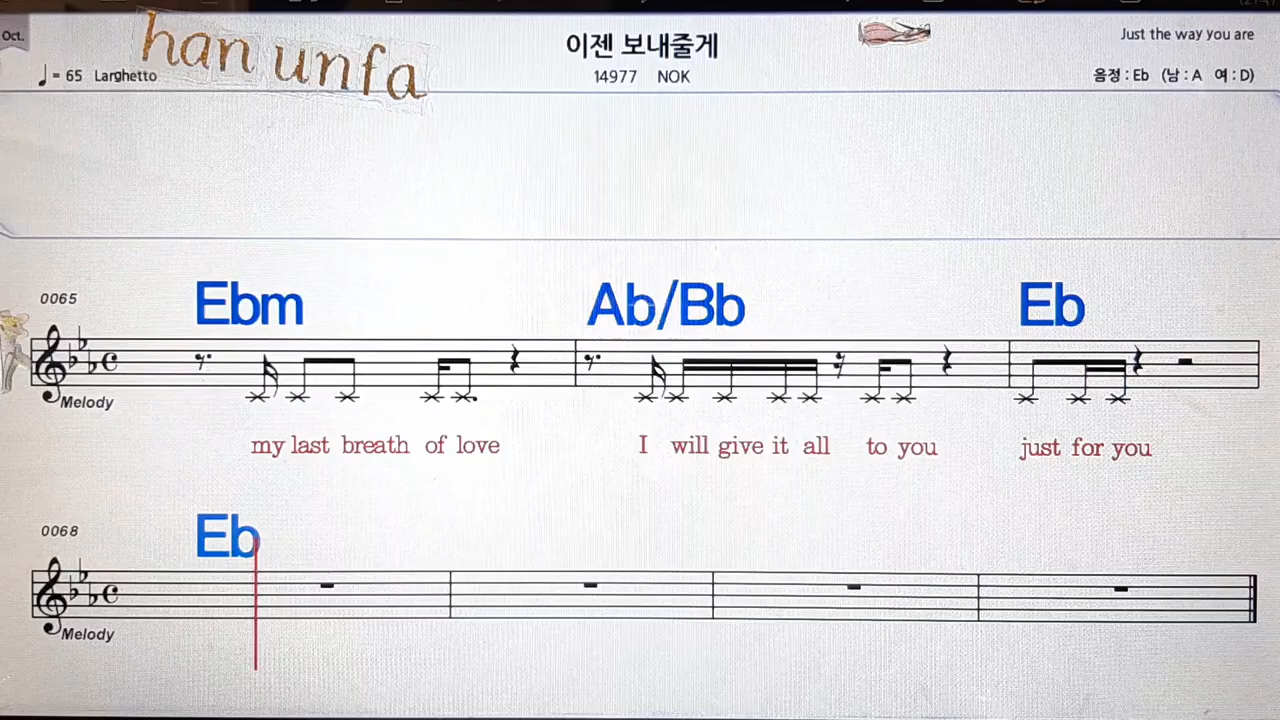 Oct.
han unfa
이젠 보내줄게
Just the way you are
♩= 65 Larghetto
14977 NOK
음정 : Eb (남 : A 여 : D)
0065
Ebm Ab/Bb Eb
Melody
my last breath of love I will give it all to you just for you
0068
Eb
Melody